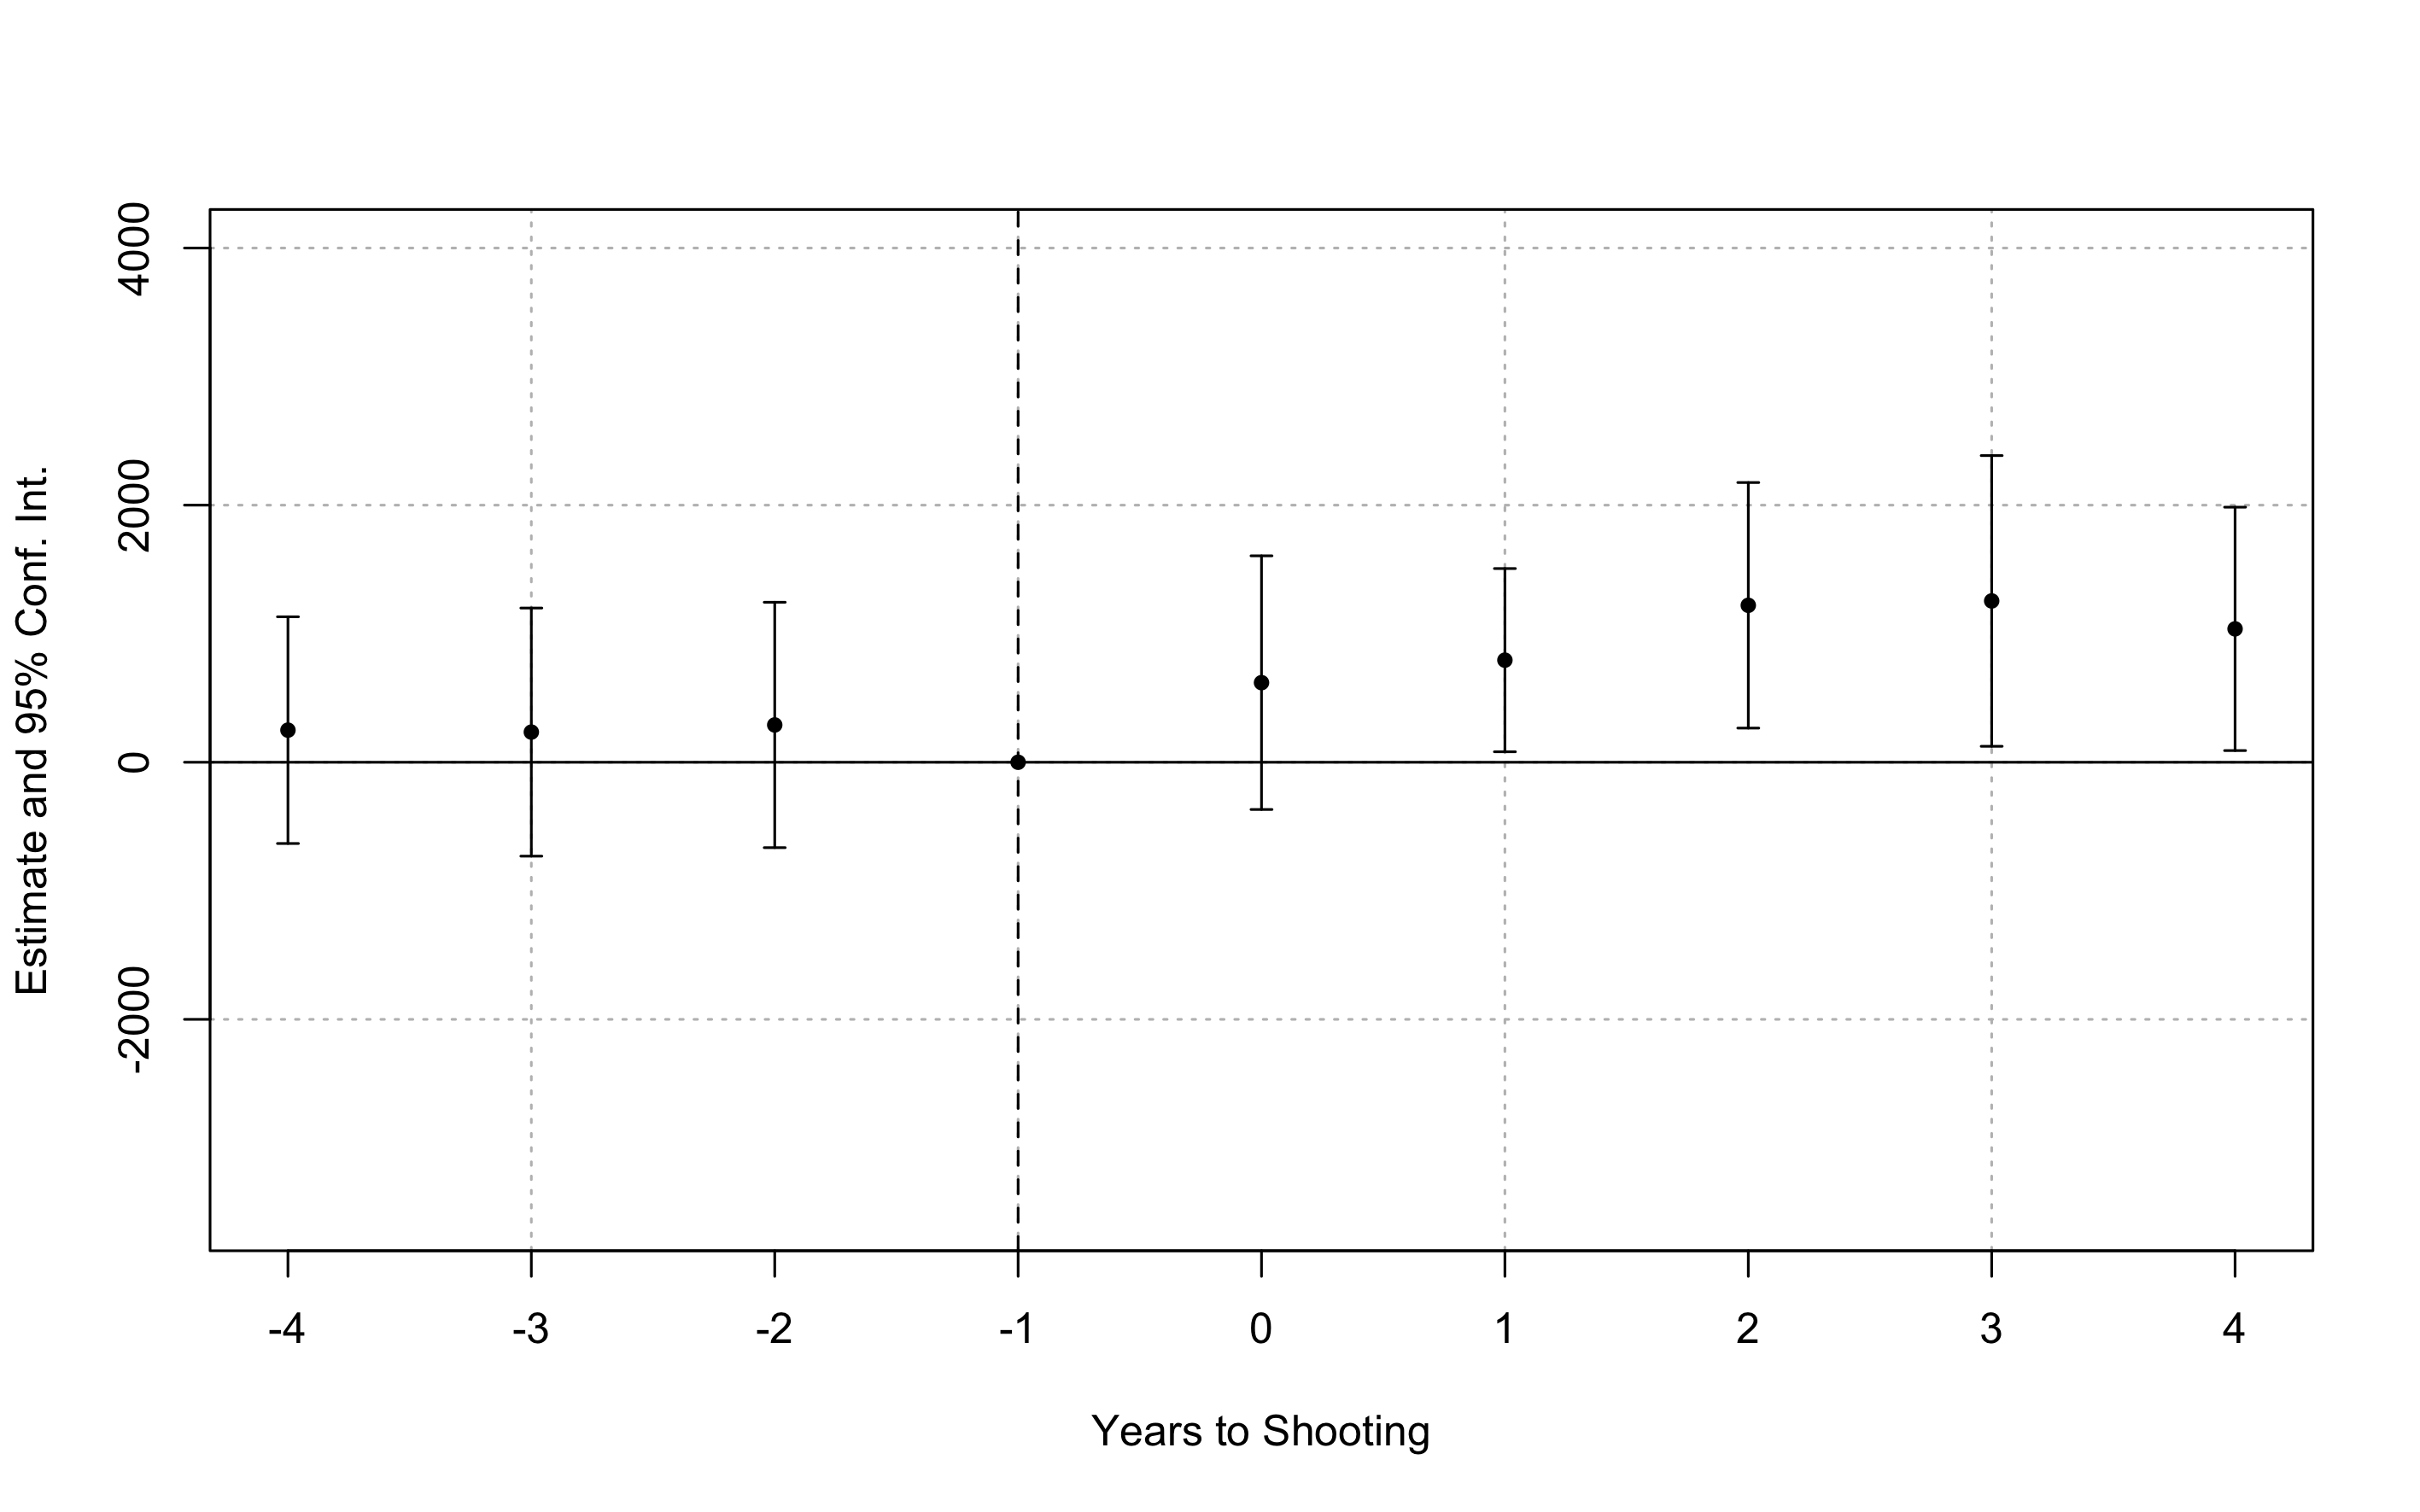 Estimate and 95% Conf. Int.
4000
2000
0
-2000
-4 -3 -2 -1 0 1 2 3 4
Years to Shooting